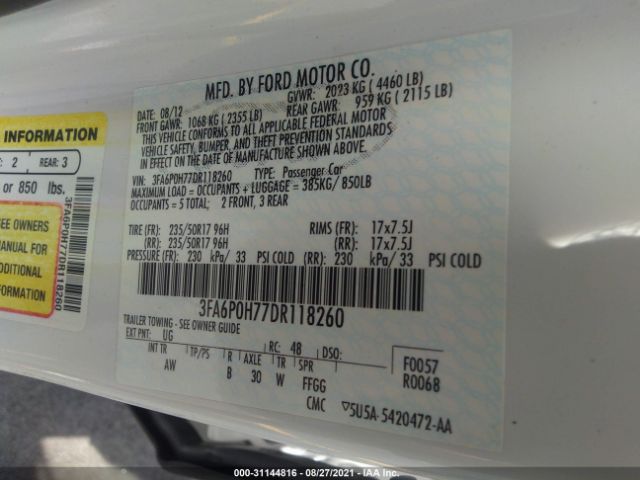 MFD. BY FORD MOTOR CO.
DATE: 08/12 GVWR: 2023 KG ( 4460 LB)
FRONT GAWR: 1068 KG ( 2355 LB) REAR GAWR: 959 KG ( 2115 LB)
THIS VEHICLE CONFORMS TO ALL APPLICABLE FEDERAL MOTOR
VEHICLE SAFETY, BUMPER, AND THEFT PREVENTION STANDARDS
IN EFFECT ON THE DATE OF MANUFACTURE SHOWN ABOVE.
VIN: 3FA6P0H77DR118260 TYPE: Passenger Car
MAXIMUM LOAD = OCCUPANTS + LUGGAGE = 385KG/ 850LB
OCCUPANTS = 5 TOTAL; 2 FRONT, 3 REAR
TIRE (FR): 235/50R17 96H RIMS (FR): 17x7.5J
(RR): 235/50R17 96H (RR): 17x7.5J
PRESSURE (FR): 230 kPa/ 33 PSI COLD (RR): 230 kPa/ 33 PSI COLD
3FA6P0H77DR118260
TRAILER TOWING - SEE OWNER GUIDE
EXT PNT: UG RC: 48 DSO:
INT TR TP/PS R AXLE TR SPR F0057
AW B 30 W FFGG R0068
CMC 5U5A-5420472-AA
INFORMATION
2 REAR: 3
or 850 lbs.
SEE OWNERS
MANUAL FOR
ADDITIONAL
INFORMATION
3FA6P0H77DR118260
000-31144816 - 08/27/2021 - IAA Inc.